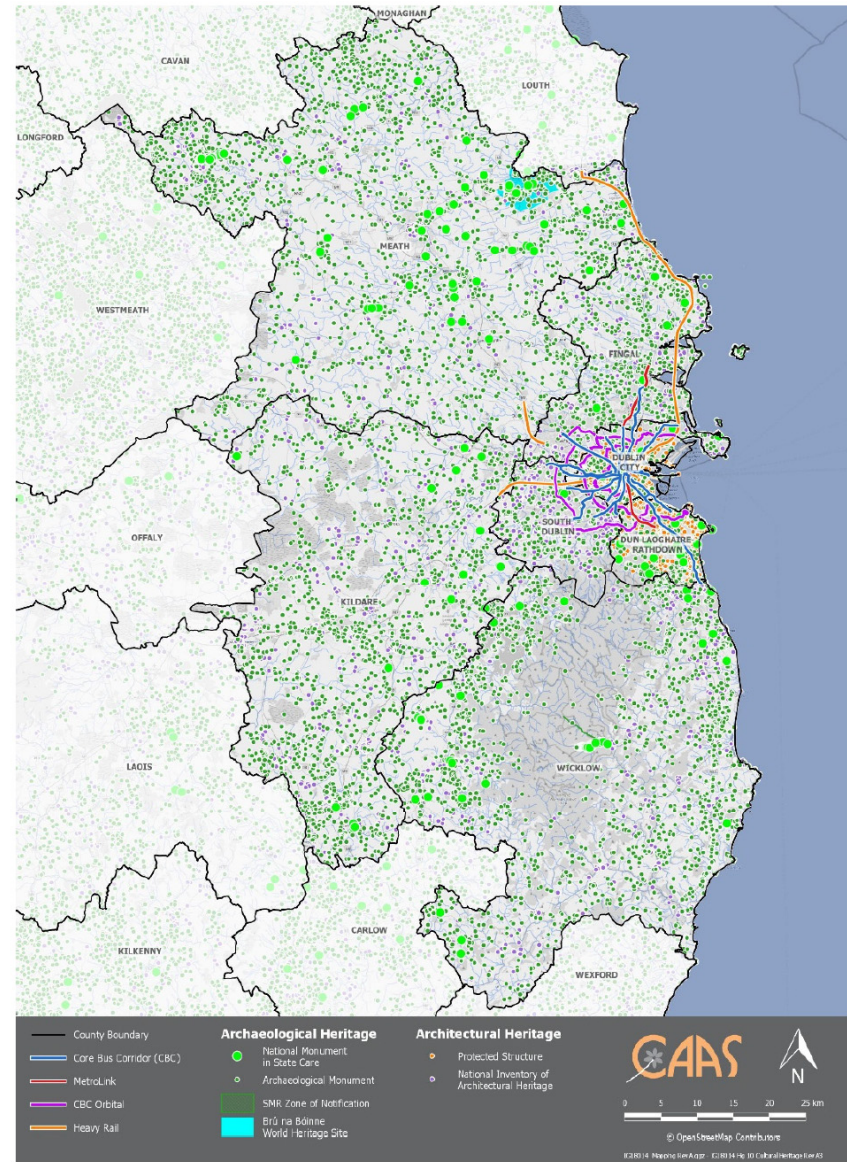 MONAGHAN
CAVAN
LOUTH
LONGFORD
MEATH
WESTMEATH
FINGAL
DUBLIN
CITY
SOUTH
DUBLIN
DUN LAOGHAIRE
RATHDOWN
OFFALY
KILDARE
LAOIS
WICKLOW
CARLOW
KILKENNY
WEXFORD
County Boundary
Core Bus Corridor (CBC)
MetroLink
CBC Orbital
Heavy Rail
Archaeological Heritage
National Monument
in State Care
Archaeological Monument
SMR Zone of Notification
Brú na Bóinne
World Heritage Site
Architectural Heritage
Protected Structure
National Inventory of
Architectural Heritage
CAAS
N
0 5 10 15 20 25 km
© OpenStreetMap Contributors